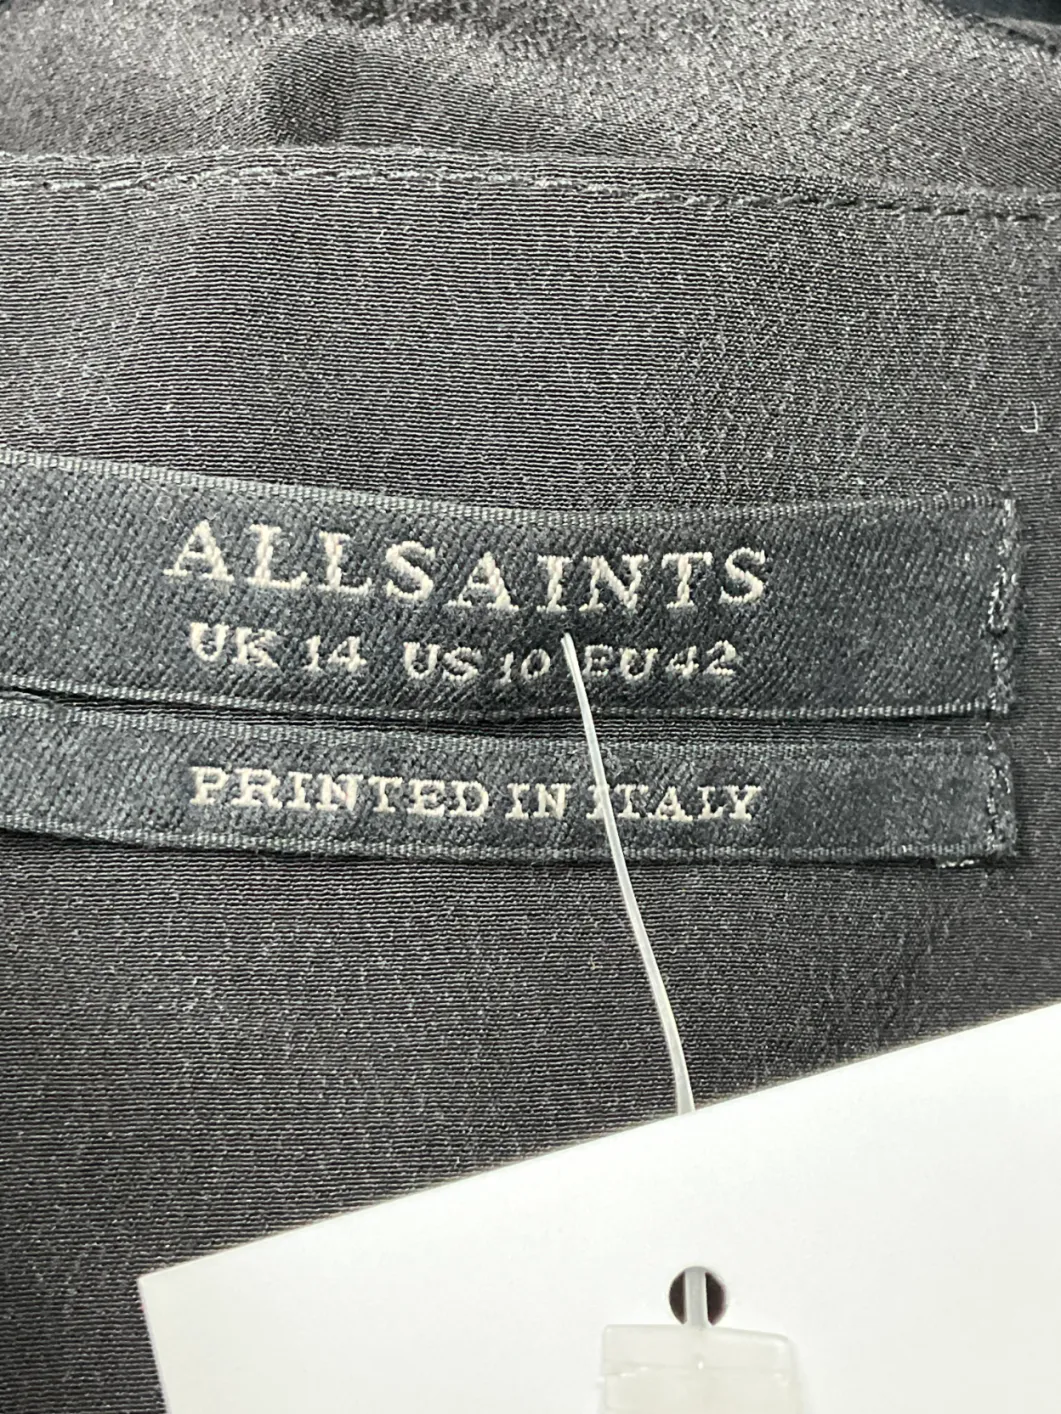 ALLSAINTS
UK 14 US 10 EU 42
PRINTED IN ITALY